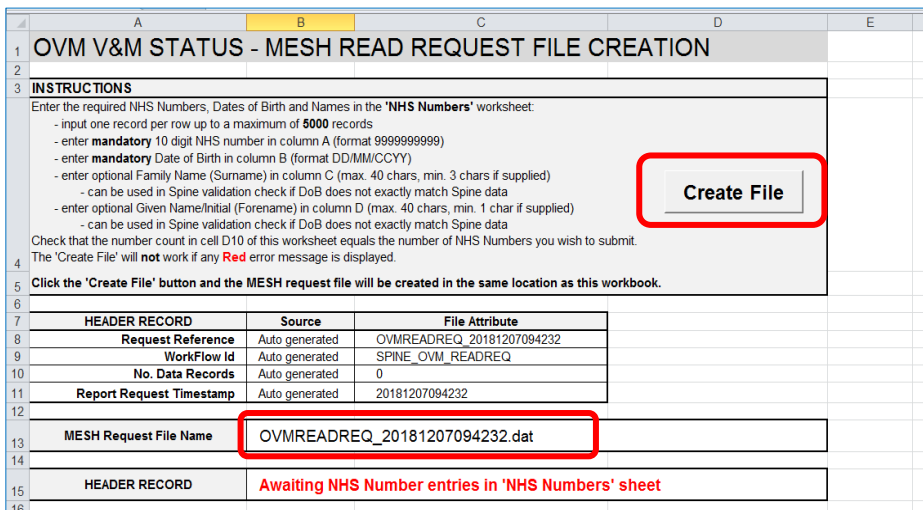 A B C D E
1 OVM V&M STATUS - MESH READ REQUEST FILE CREATION
2
3 INSTRUCTIONS
Enter the required NHS Numbers, Dates of Birth and Names in the 'NHS Numbers' worksheet:
- input one record per row up to a maximum of 5000 records
- enter mandatory 10 digit NHS number in column A (format 9999999999)
- enter mandatory Date of Birth in column B (format DD/MM/CCYY)
- enter optional Family Name (Surname) in column C (max. 40 chars, min. 3 chars if supplied)
- can be used in Spine validation check if DoB does not exactly match Spine data
Create File
- enter optional Given Name/Initial (Forename) in column D (max. 40 chars, min. 1 char if supplied)
- can be used in Spine validation check if DoB does not exactly match Spine data
Check that the number count in cell D10 of this worksheet equals the number of NHS Numbers you wish to submit.
4 The 'Create File' will not work if any Red error message is displayed.
5 Click the 'Create File' button and the MESH request file will be created in the same location as this workbook.
6
7 HEADER RECORD Source File Attribute
8 Request Reference Auto generated OVMREADREQ_20181207094232
9 WorkFlow Id Auto generated SPINE_OVM_READREQ
10 No. Data Records Auto generated 0
11 Report Request Timestamp Auto generated 20181207094232
12
13 MESH Request File Name OVMREADREQ_20181207094232.dat
14
15 HEADER RECORD Awaiting NHS Number entries in 'NHS Numbers' sheet
16